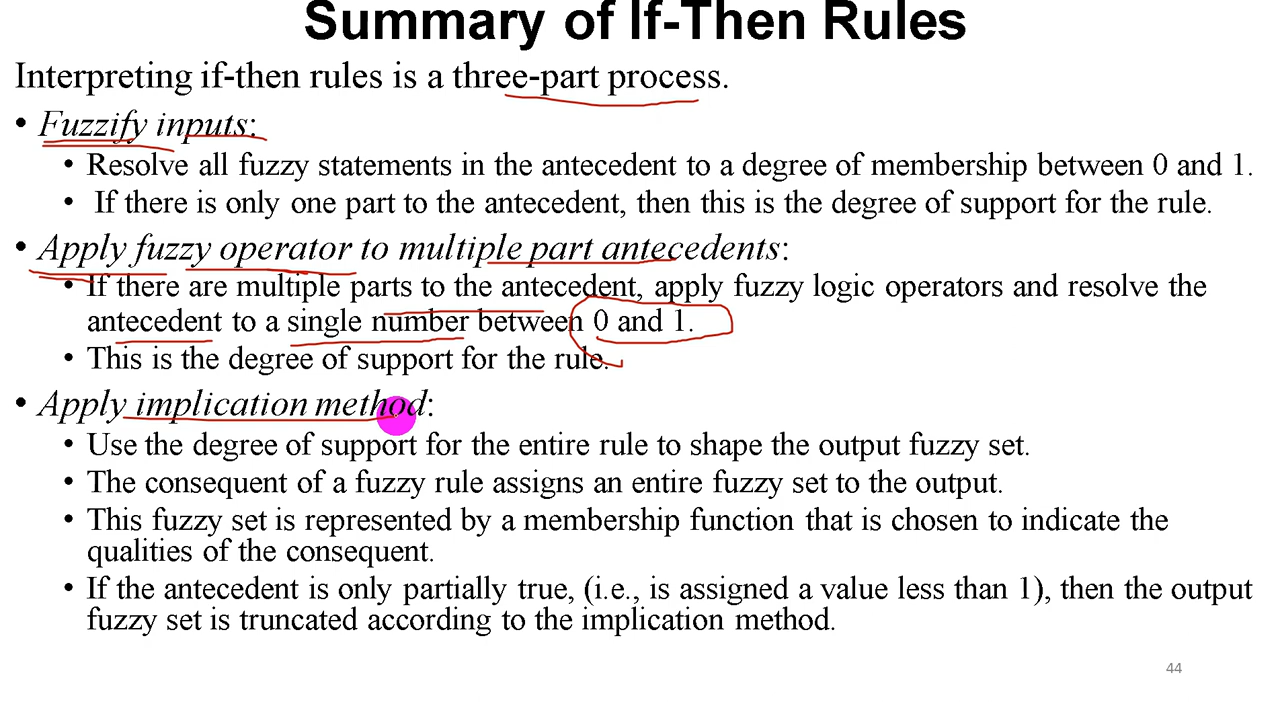 Summary of If-Then Rules
Interpreting if-then rules is a three-part process.
• Fuzzify inputs:
• Resolve all fuzzy statements in the antecedent to a degree of membership between 0 and 1.
• If there is only one part to the antecedent, then this is the degree of support for the rule.
• Apply fuzzy operator to multiple part antecedents:
• If there are multiple parts to the antecedent, apply fuzzy logic operators and resolve the
antecedent to a single number between 0 and 1.
• This is the degree of support for the rule.
• Apply implication method:
• Use the degree of support for the entire rule to shape the output fuzzy set.
• The consequent of a fuzzy rule assigns an entire fuzzy set to the output.
• This fuzzy set is represented by a membership function that is chosen to indicate the
qualities of the consequent.
• If the antecedent is only partially true, (i.e., is assigned a value less than 1), then the output
fuzzy set is truncated according to the implication method.
44